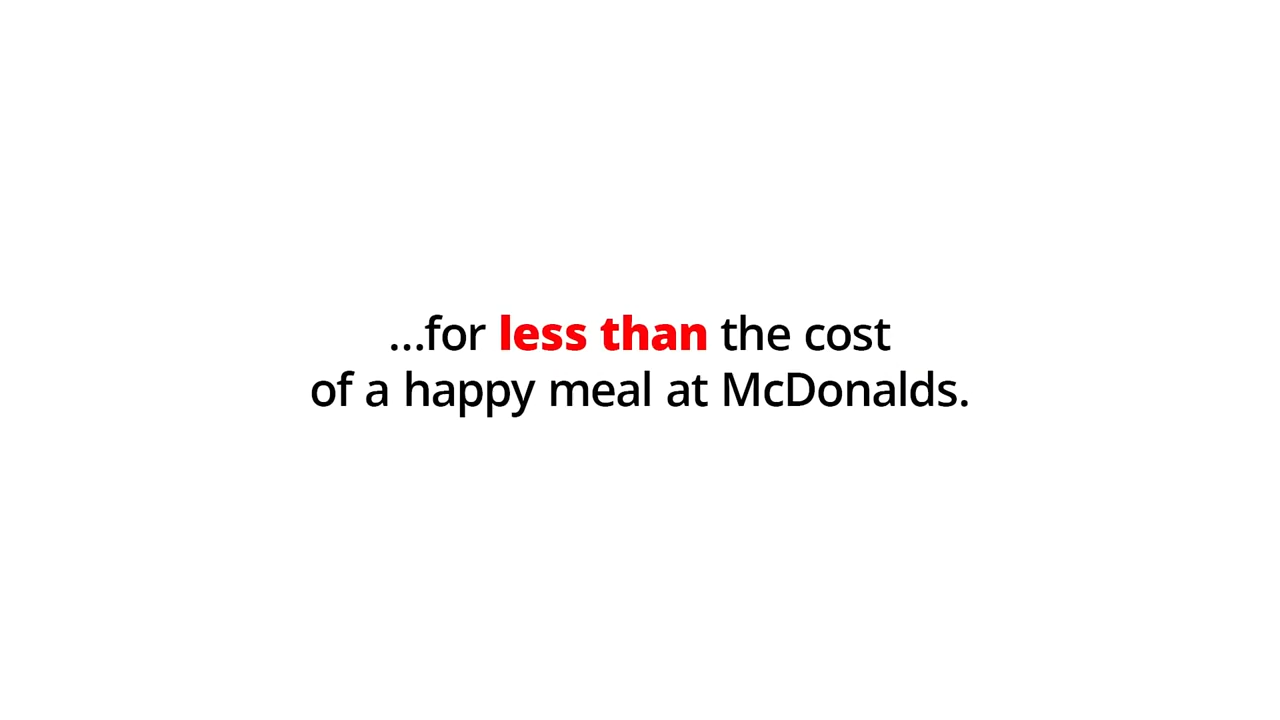 ...for less than the cost
of a happy meal at McDonalds.